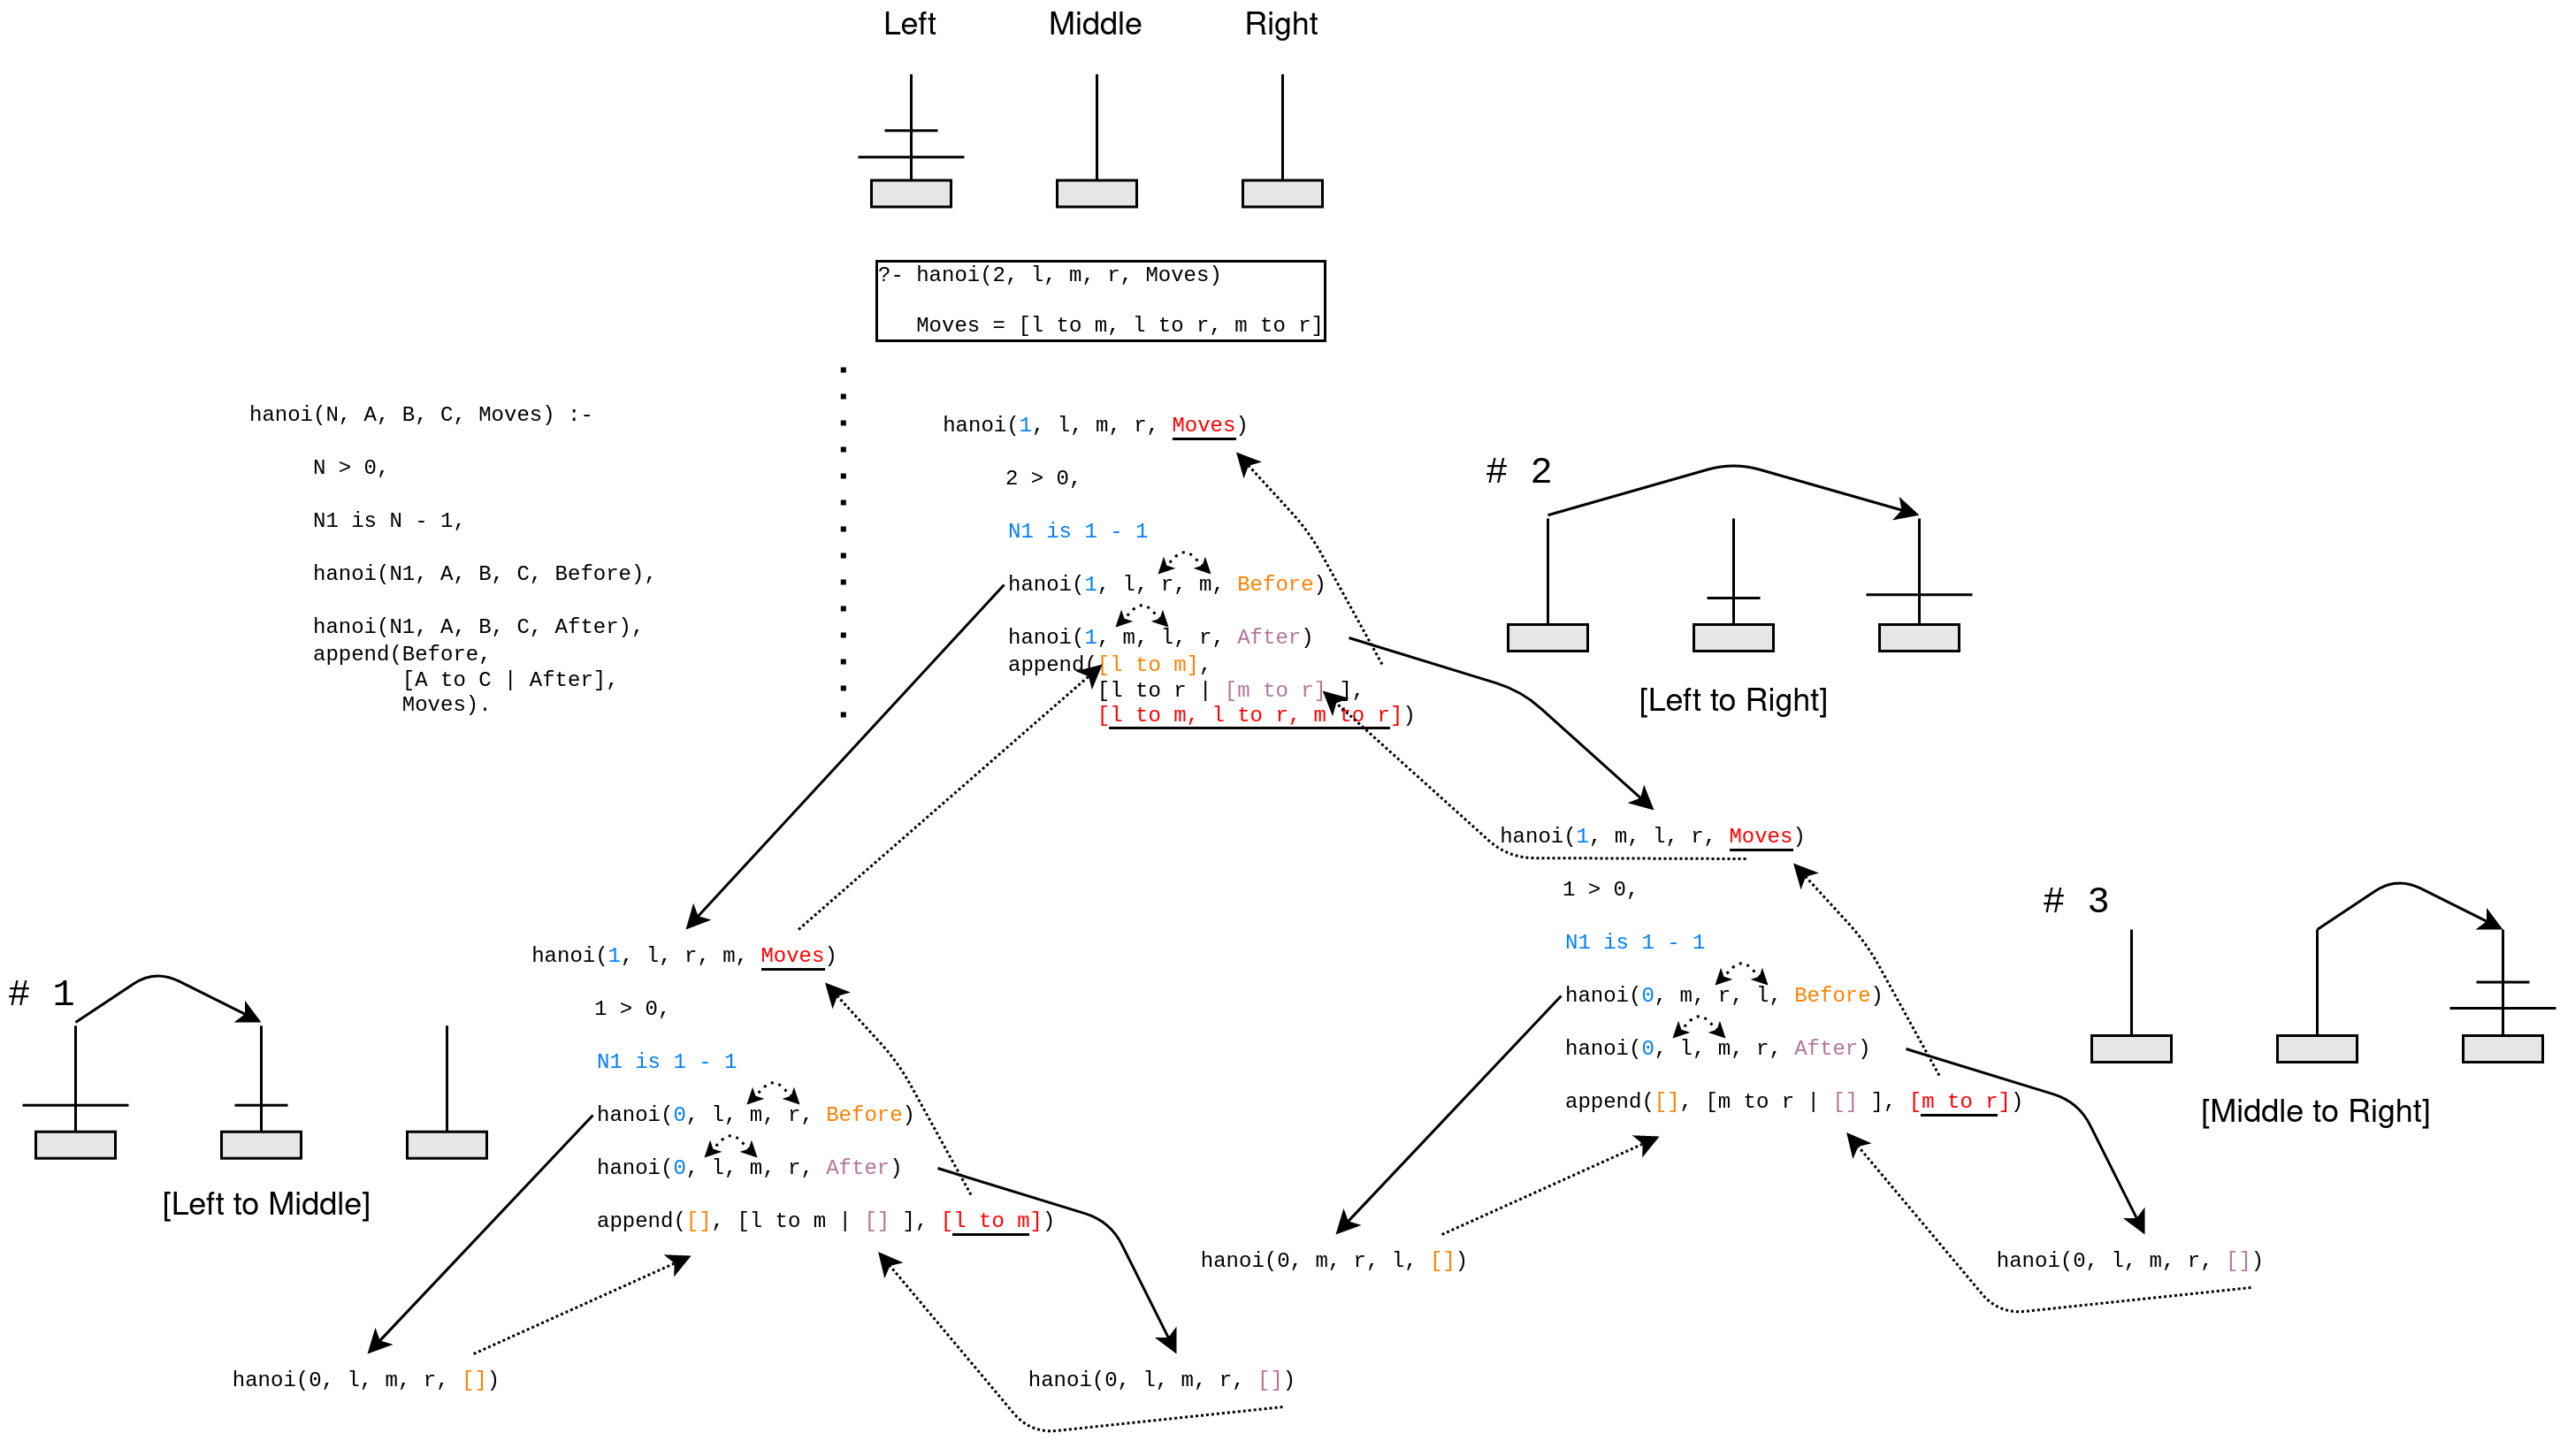 Left Middle Right
?- hanoi(2, l, m, r, Moves)
Moves = [l to m, l to r, m to r]
hanoi(N, A, B, C, Moves) :-
N > 0,
N1 is N - 1,
hanoi(N1, A, B, C, Before),
hanoi(N1, A, B, C, After),
append(Before,
[A to C | After],
Moves).
hanoi(1, l, m, r, Moves)
2 > 0,
N1 is 1 - 1
hanoi(1, l, r, m, Before)
hanoi(1, m, l, r, After)
append([l to m],
[l to r | [m to r] ],
[l to m, l to r, m to r])
# 2
[Left to Right]
hanoi(1, m, l, r, Moves)
1 > 0,
N1 is 1 - 1
hanoi(0, m, r, l, Before)
hanoi(0, l, m, r, After)
append([], [m to r | [] ], [m to r])
# 3
[Middle to Right]
hanoi(0, m, r, l, [])
hanoi(0, l, m, r, [])
# 1
[Left to Middle]
hanoi(1, l, r, m, Moves)
1 > 0,
N1 is 1 - 1
hanoi(0, l, m, r, Before)
hanoi(0, l, m, r, After)
append([], [l to m | [] ], [l to m])
hanoi(0, l, m, r, [])
hanoi(0, l, m, r, [])